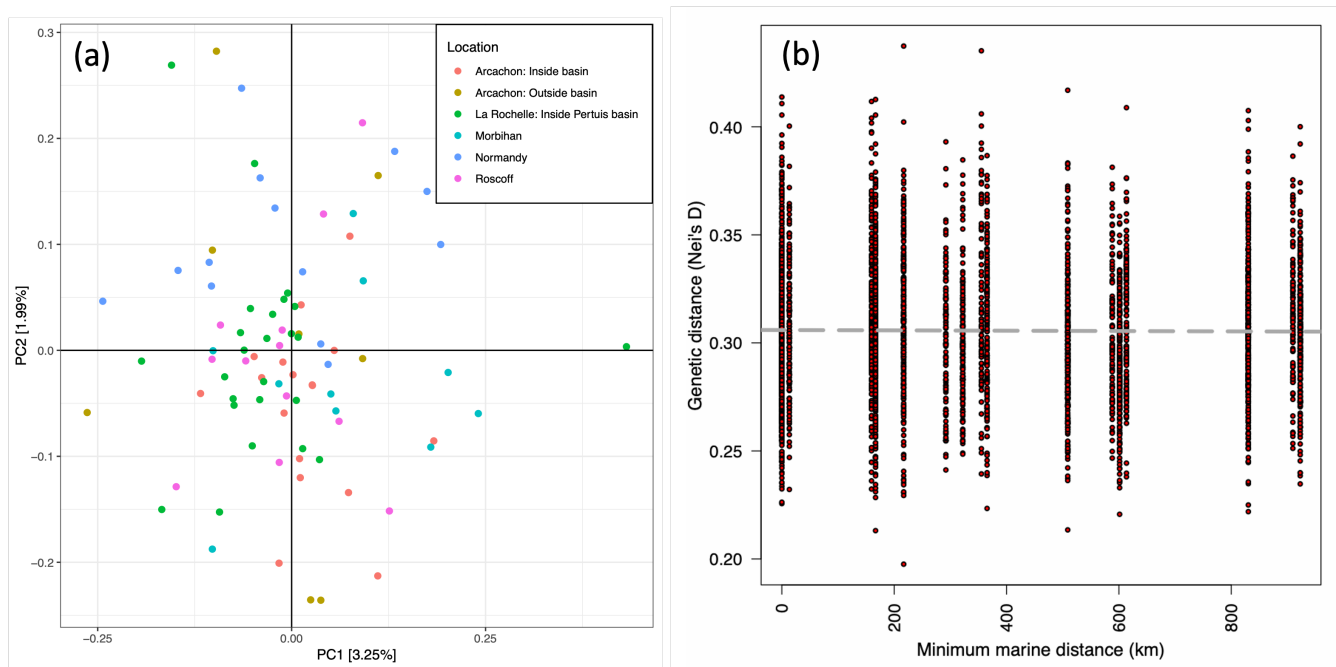 (a)
0.3
0.2
0.1
0.0
−0.1
−0.2
PC2 [1.99%]
−0.25
0.00
0.25
PC1 [3.25%]
Location
Arcachon: Inside basin
Arcachon: Outside basin
La Rochelle: Inside Pertuis basin
Morbihan
Normandy
Roscoff
(b)
0.40
0.35
0.30
0.25
0.20
Genetic distance (Nei's D)
0
200
400
600
800
Minimum marine distance (km)